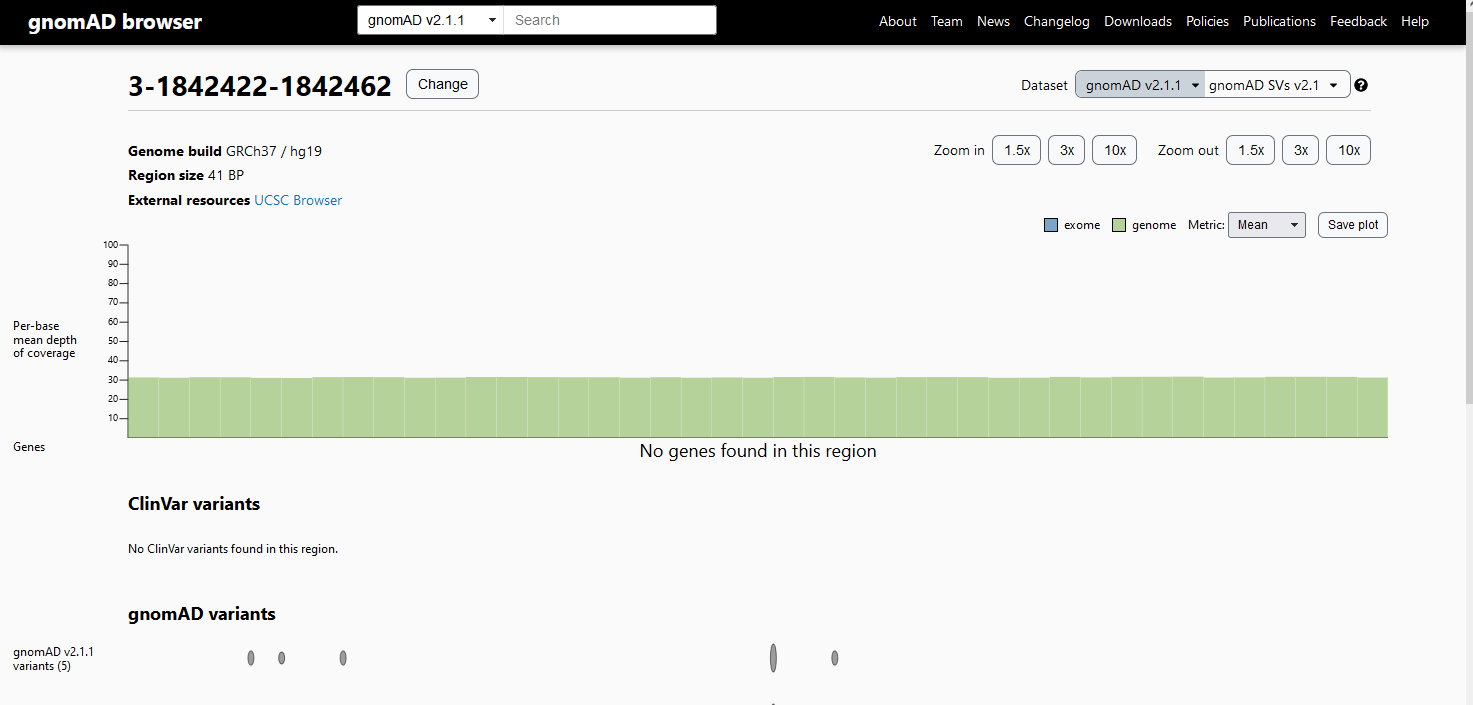 gnomAD browser
gnomAD v2.1.1
Search
About Team News Changelog Downloads Policies Publications Feedback Help
3-1842422-1842462
Change
Dataset gnomAD v2.1.1 gnomAD SVs v2.1 ?
Genome build GRCh37 / hg19
Zoom in 1.5x 3x 10x Zoom out 1.5x 3x 10x
Region size 41 BP
External resources UCSC Browser
exome genome Metric: Mean Save plot
100
90
80
70
60
50
40
30
20
10
Per-base
mean depth
of coverage
Genes
No genes found in this region
ClinVar variants
No ClinVar variants found in this region.
gnomAD variants
gnomAD v2.1.1
variants (5)